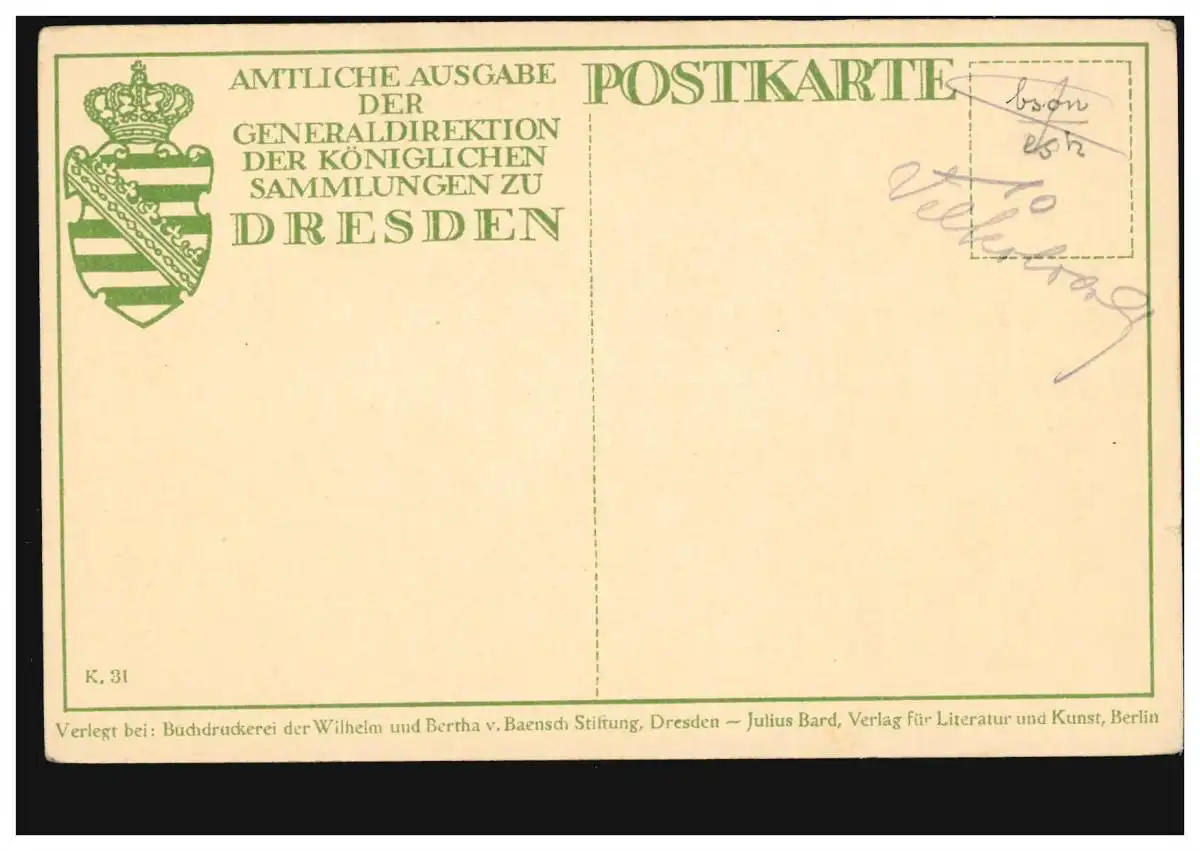 AMTLICHE AUSGABE
DER
GENERALDIREKTION
DER KÖNIGLICHEN
SAMMLUNGEN ZU
DRESDEN
POSTKARTE
10
K. 31
Verlegt bei: Buchdruckerei der Wilhelm und Bertha v. Baensch Stiftung, Dresden — Julius Bard, Verlag für Literatur und Kunst, Berlin